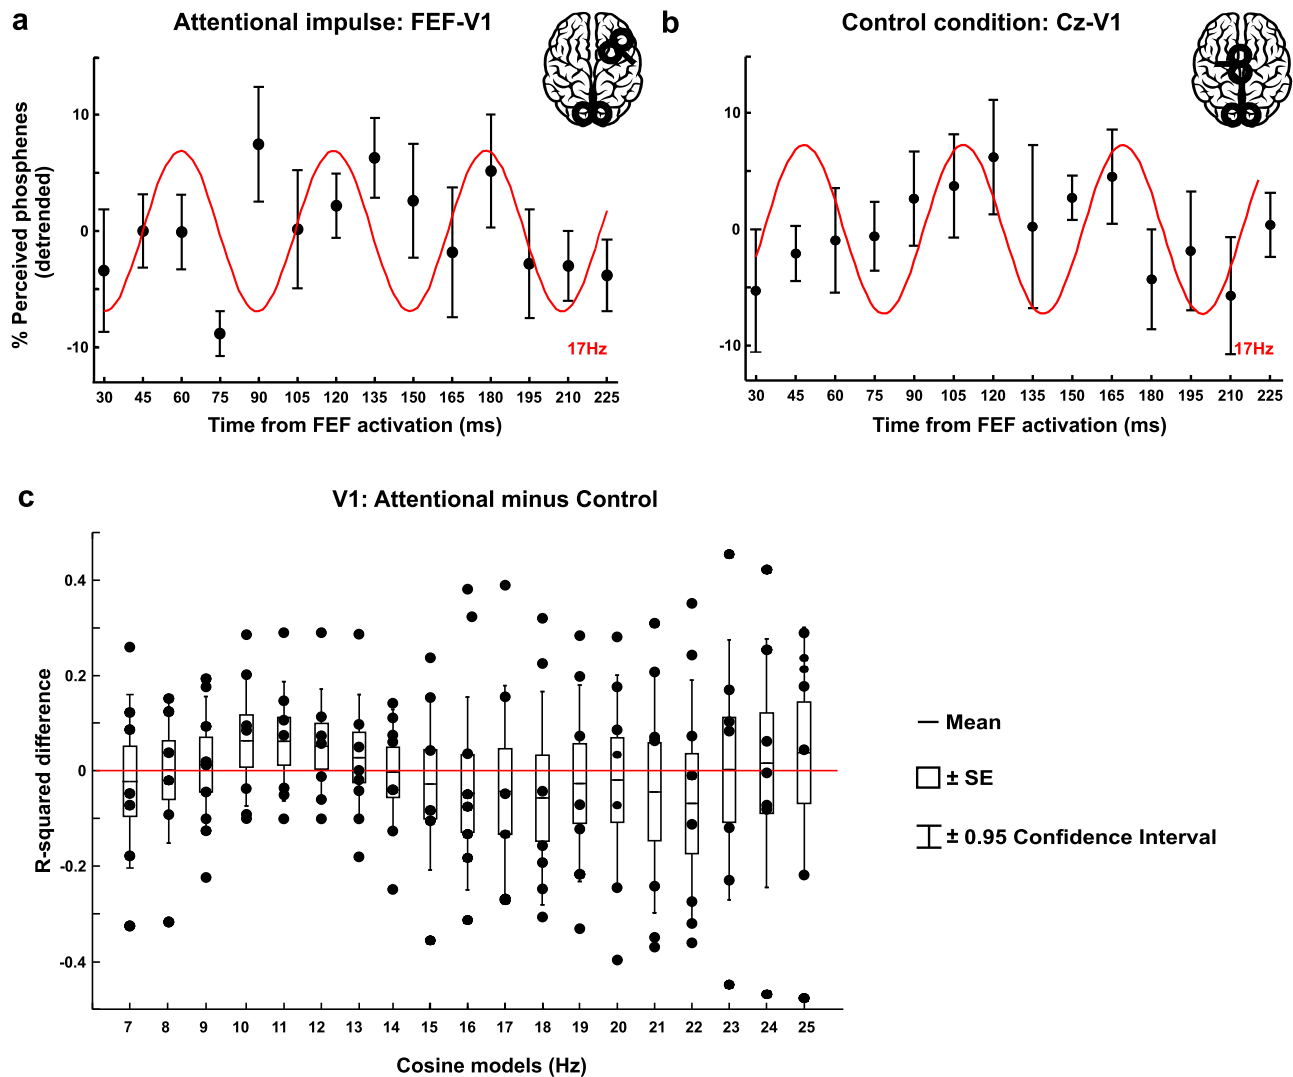 a
Attentional impulse: FEF-V1
% Perceived phosphenes
(detrended)
10
0
-10
17Hz
30 45 60 75 90 105 120 135 150 165 180 195 210 225
Time from FEF activation (ms)
b
Control condition: Cz-V1
10
0
-10
17Hz
30 45 60 75 90 105 120 135 150 165 180 195 210 225
Time from FEF activation (ms)
c
V1: Attentional minus Control
R-squared difference
0.4
0.2
0
-0.2
-0.4
7 8 9 10 11 12 13 14 15 16 17 18 19 20 21 22 23 24 25
Cosine models (Hz)
Mean
± SE
± 0.95 Confidence Interval